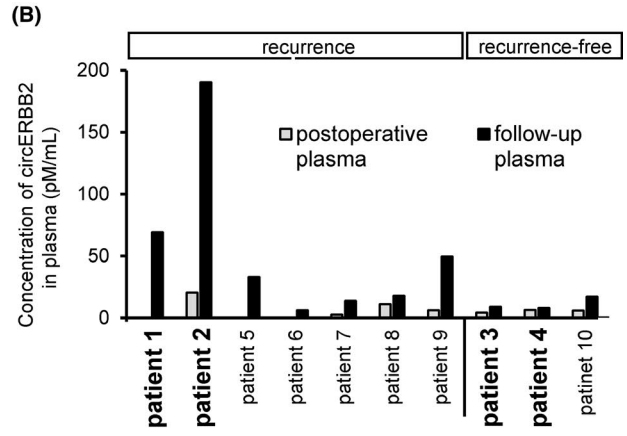 (B)
recurrence
recurrence-free
Concentration of circERBB2
in plasma (pM/mL)
200
150
100
50
0
postoperative
plasma
follow-up
plasma
patient 1
patient 2
patient 5
patient 6
patient 7
patient 8
patient 9
patient 3
patient 4
patinet 10